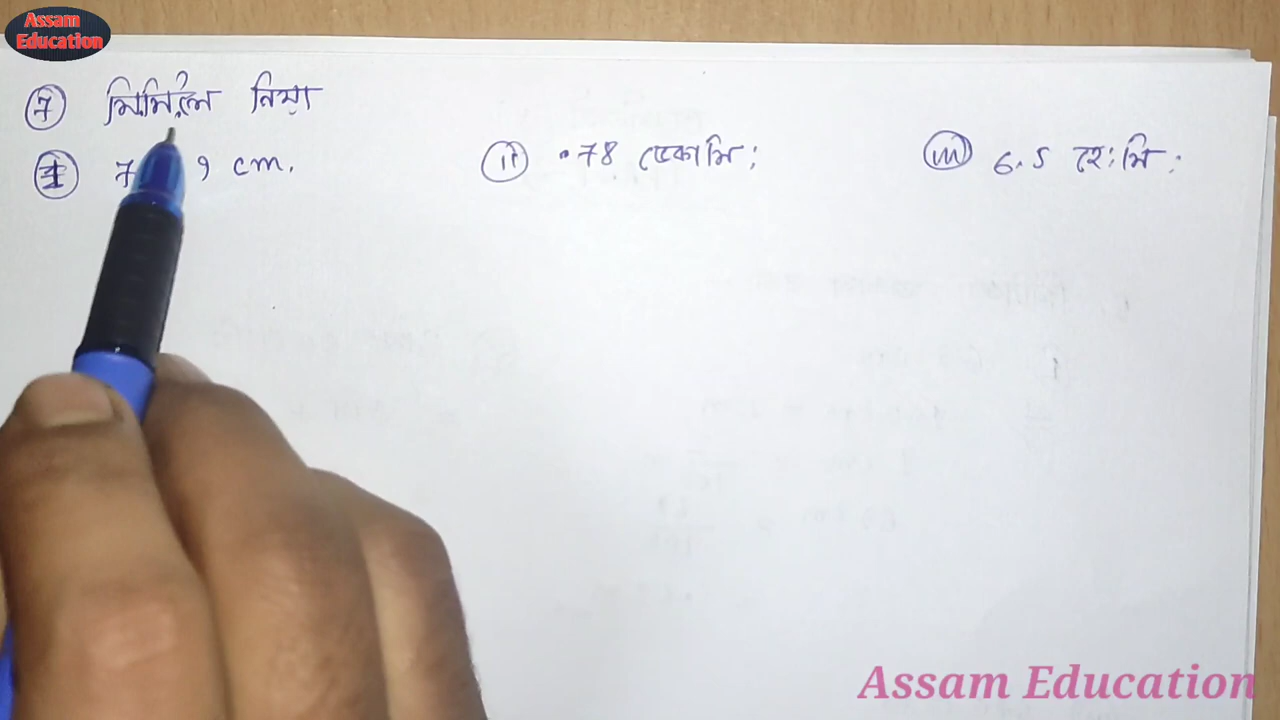 Assam
Education
7 মি.মি.লৈ নিয়া
i 7 9 cm.
ii .78 ডেকামি:
iii 6.5 হে:মি:
Assam Education